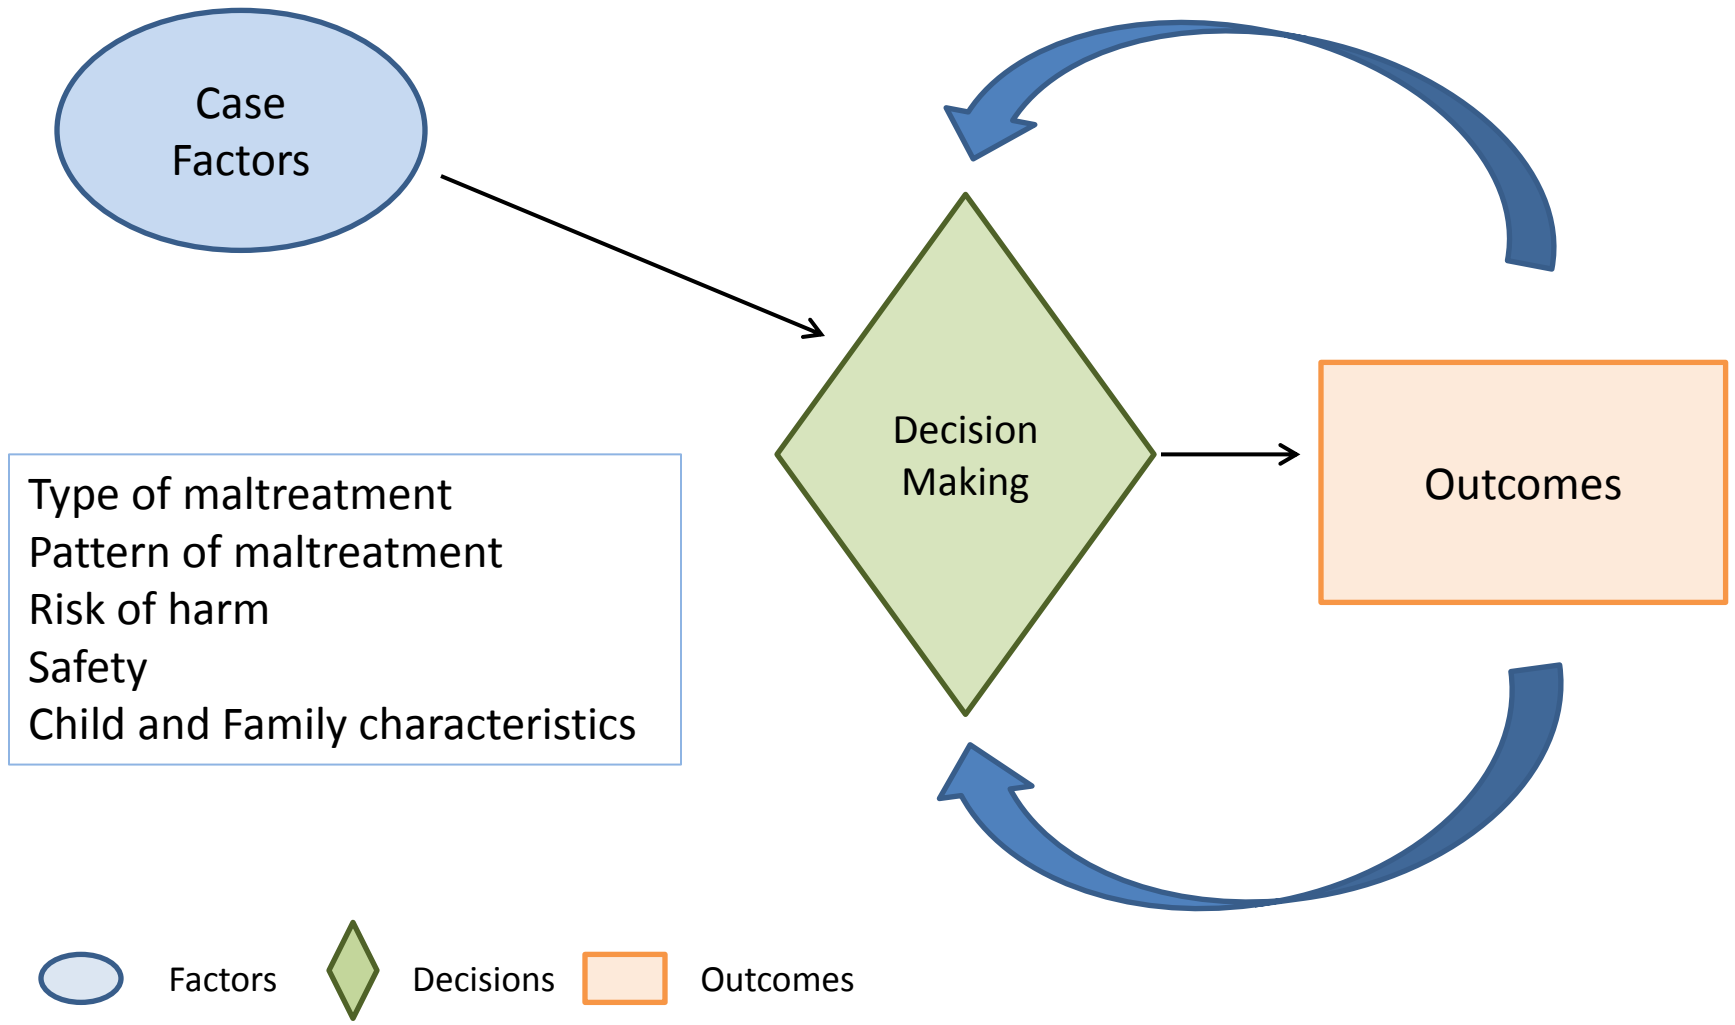 Case
Factors
Decision
Making
Outcomes
Type of maltreatment
Pattern of maltreatment
Risk of harm
Safety
Child and Family characteristics
Factors
Decisions
Outcomes